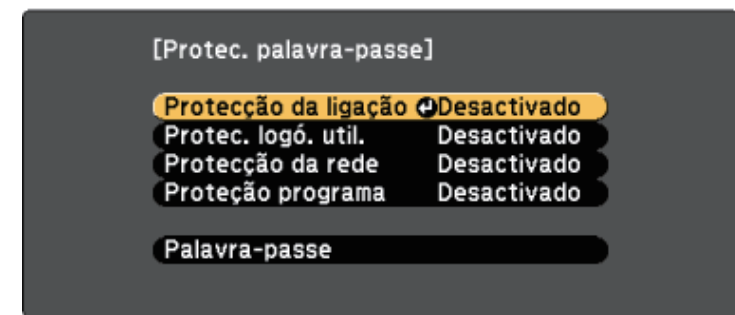 [Protec. palavra-passe]
Protecção da ligação Desactivado
Protec. logó. util. Desactivado
Protecção da rede Desactivado
Proteção programa Desactivado
Palavra-passe